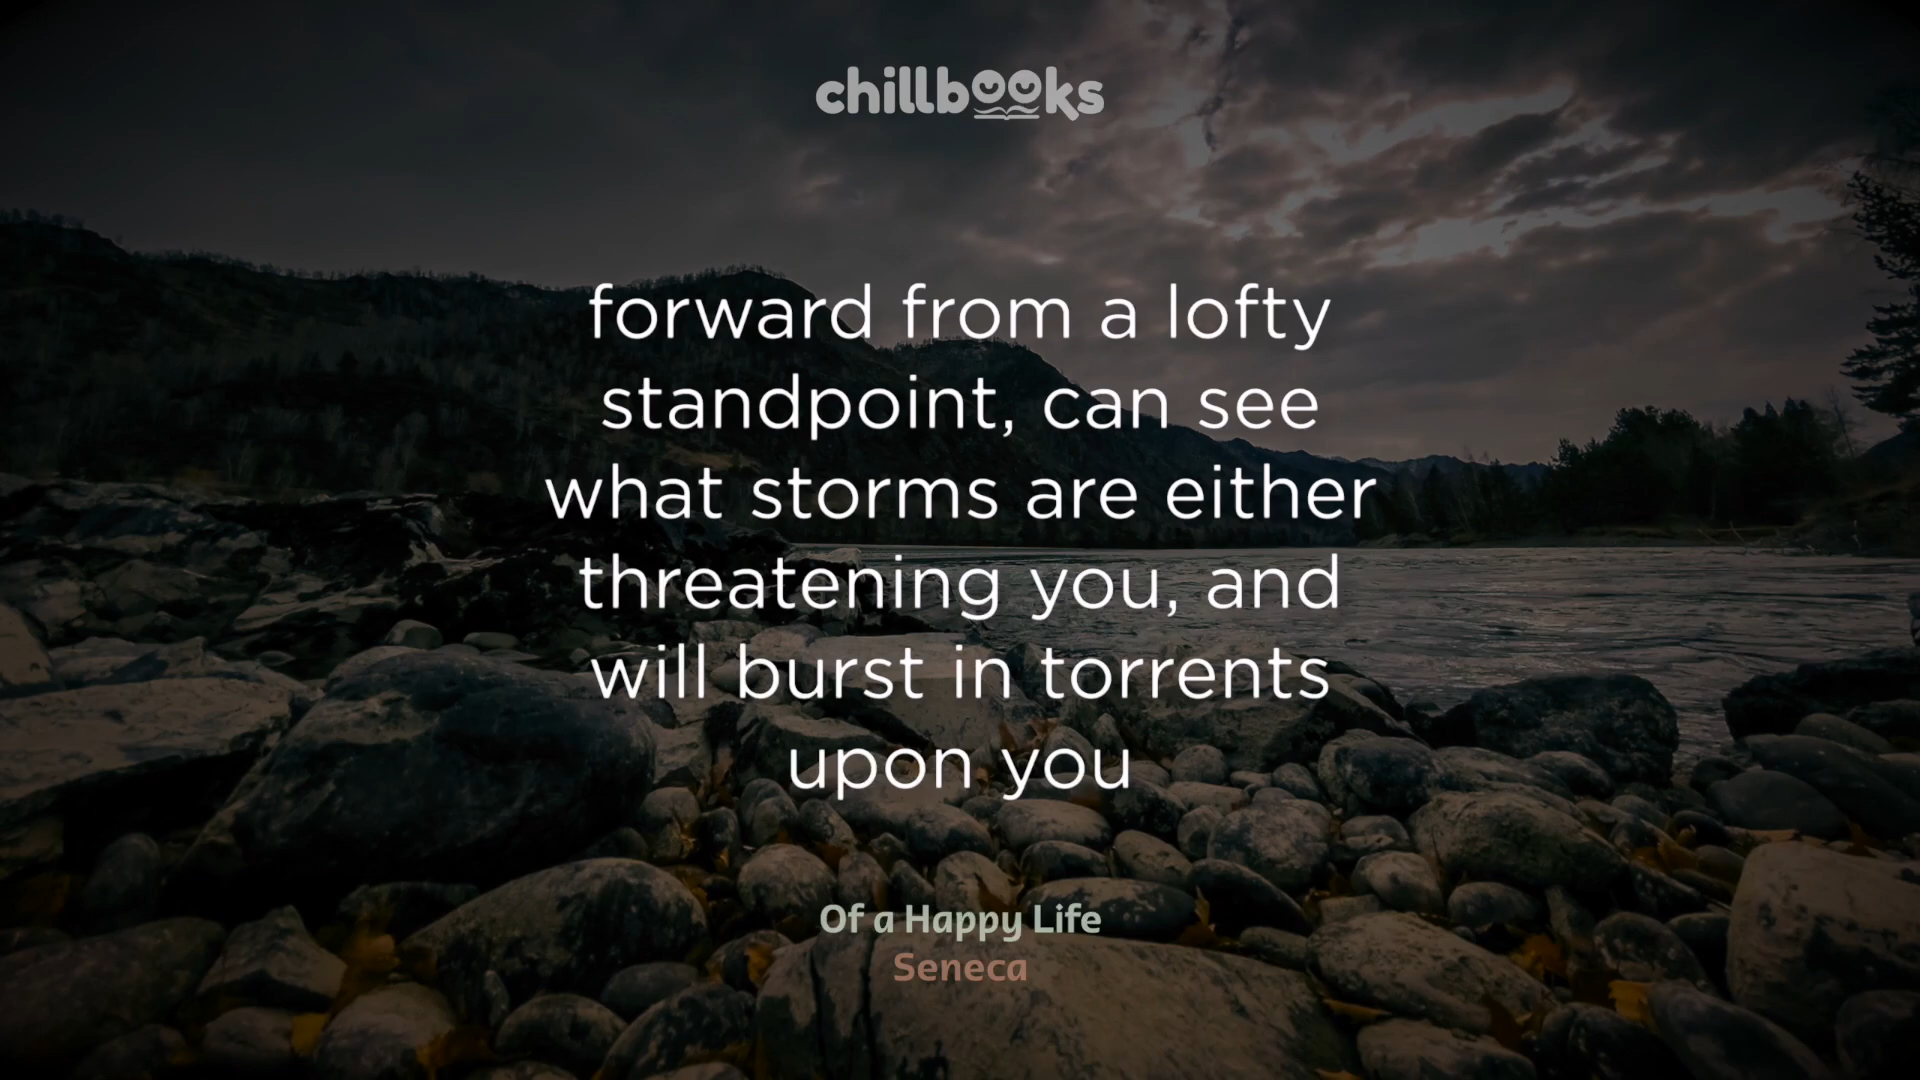 chillbooks
forward from a lofty
standpoint, can see
what storms are either
threatening you, and
will burst in torrents
upon you
Of a Happy Life
Seneca